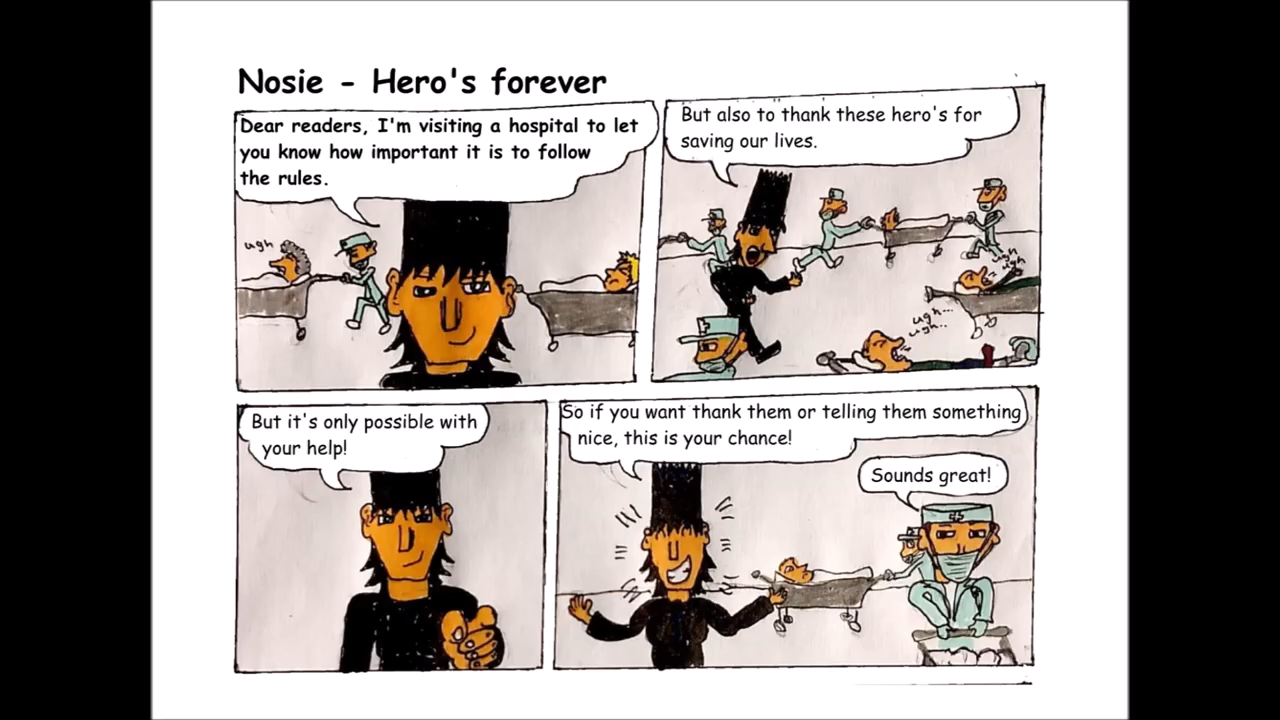 Nosie - Hero's forever
Dear readers, I'm visiting a hospital to let
you know how important it is to follow
the rules.
ugh
But also to thank these hero's for
saving our lives.
ugh
ugh
ugh...
ugh..
But it's only possible with
your help!
So if you want thank them or telling them something
nice, this is your chance!
Sounds great!